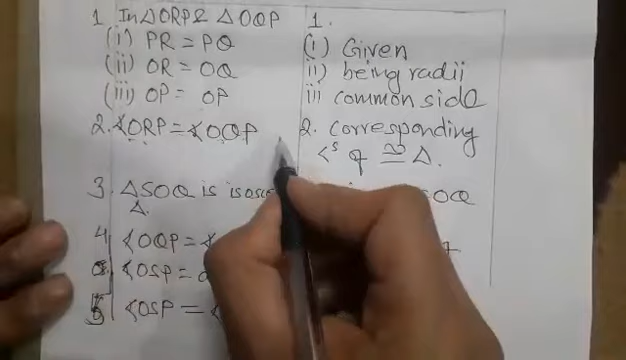 1 In △ORP & △OQP
1.
(i) PR = PQ
(i) Given
(ii) OR = OQ
ii) being radii
(iii) OP = OP
iii common side
2. ∢ORP = ∢OQP
2. corresponding
<s of ≅ △.
3. △SOQ is
△.
= OQ
4 ∢OQP =
∢OSP =
5 ∢OSP =